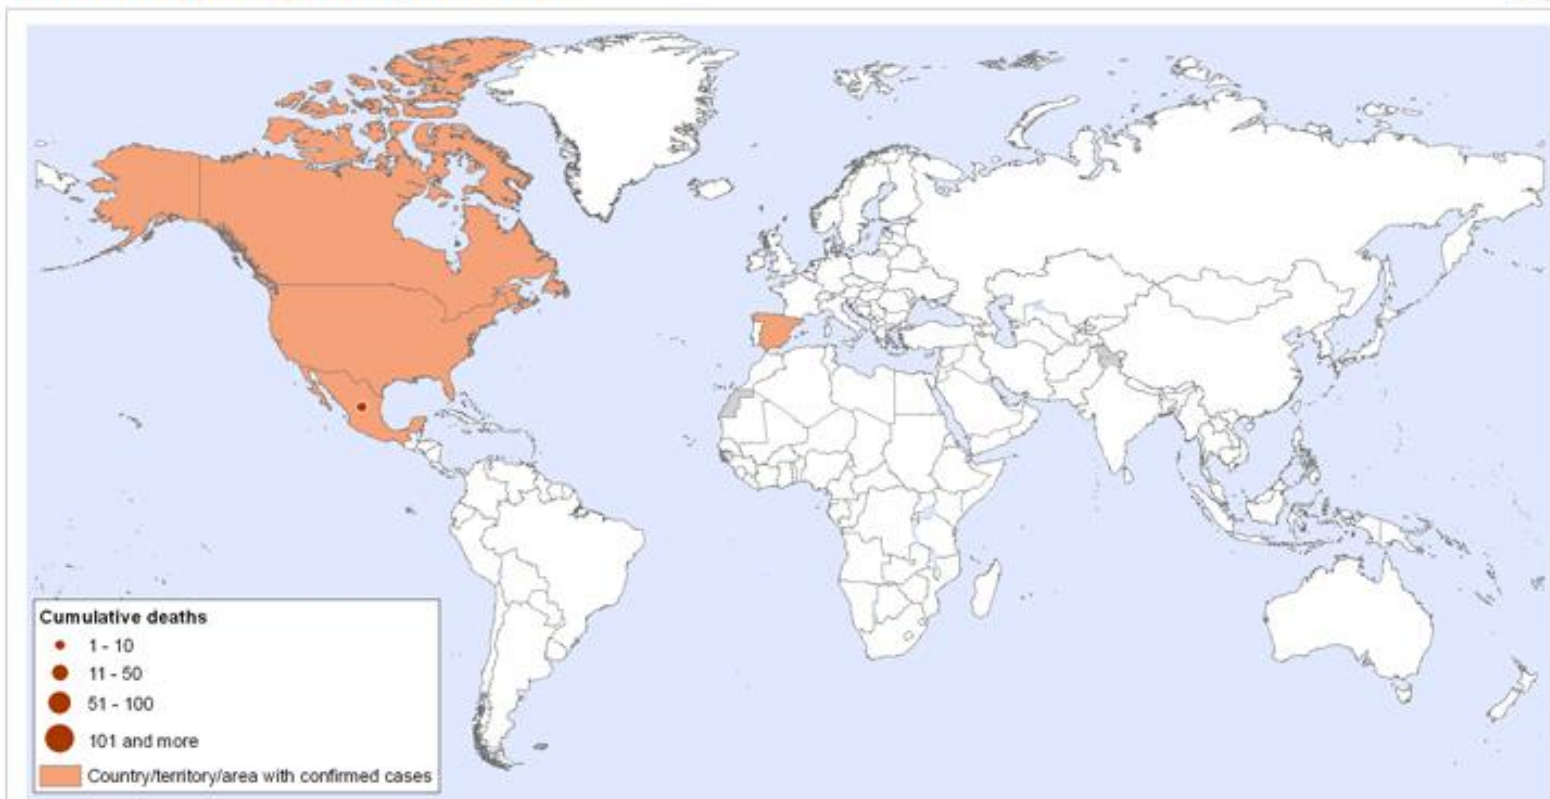 Cumulative deaths
1 - 10
11 - 50
51 - 100
101 and more
Country/territory/area with confirmed cases